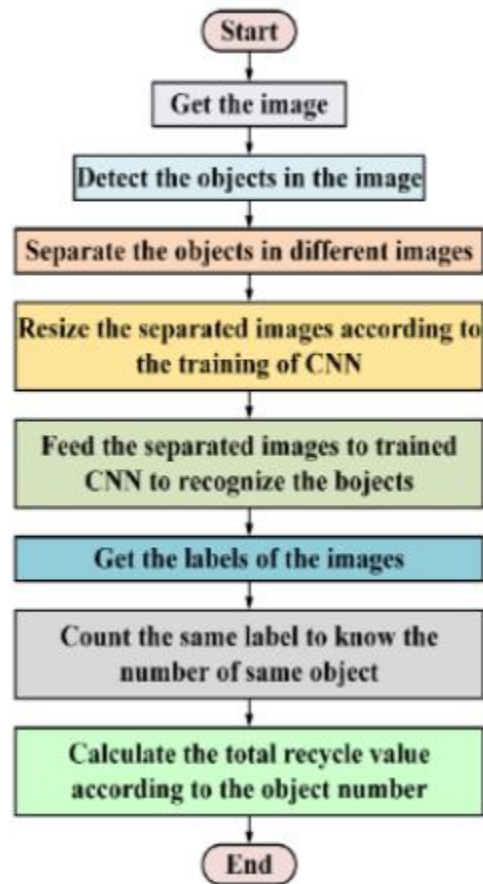 Start
Get the image
Detect the objects in the image
Separate the objects in different images
Resize the separated images according to
the training of CNN
Feed the separated images to trained
CNN to recognize the bojects
Get the labels of the images
Count the same label to know the
number of same object
Calculate the total recycle value
according to the object number
End